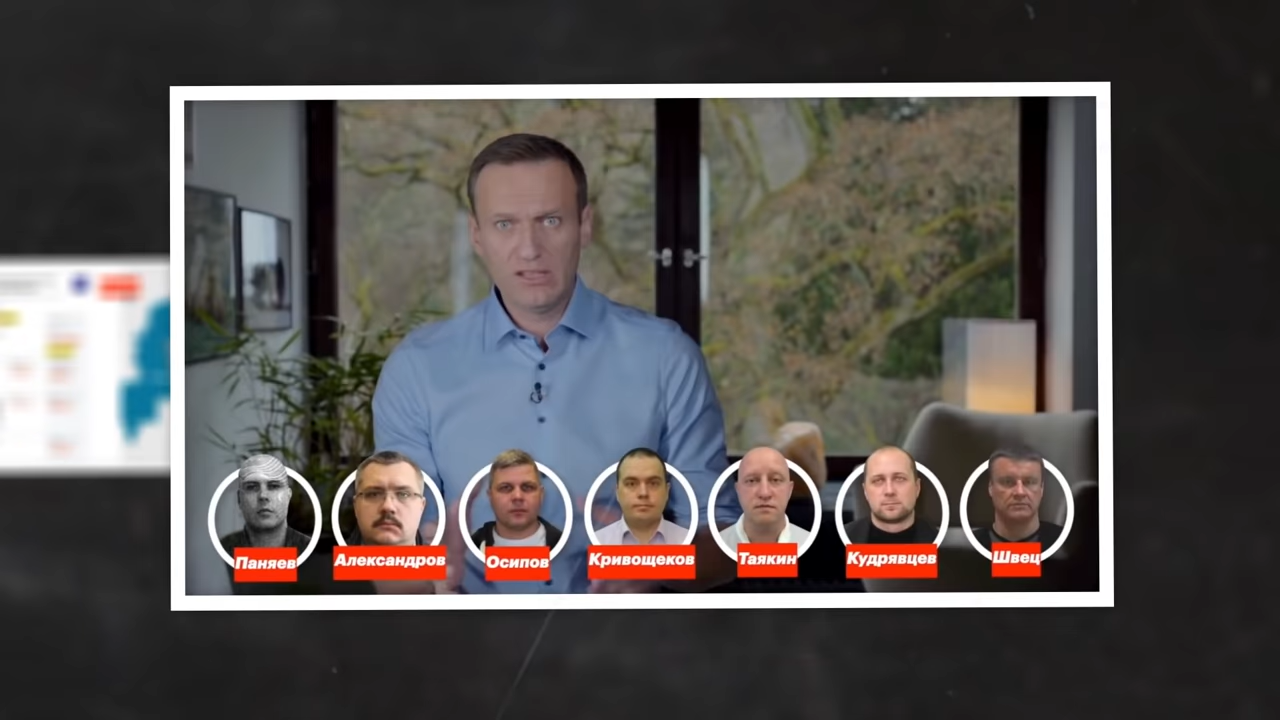 Паняев
Александров
Осипов
Кривощеков
Таякин
Кудрявцев
Швец